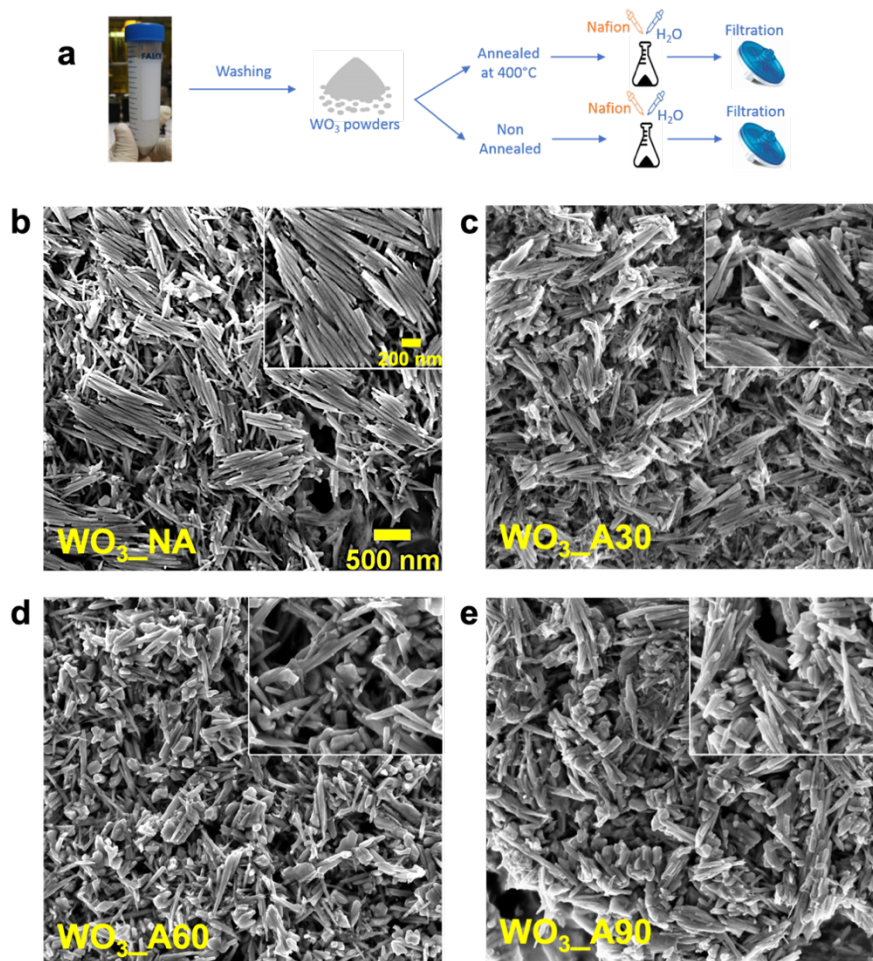 a
FALCO
Washing
WO₃ powders
Annealed
at 400°C
Nafion
H₂O
Filtration
Non
Annealed
Nafion
H₂O
Filtration
b
200 nm
500 nm
WO₃_NA
c
WO₃_A30
d
WO₃_A60
e
WO₃_A90